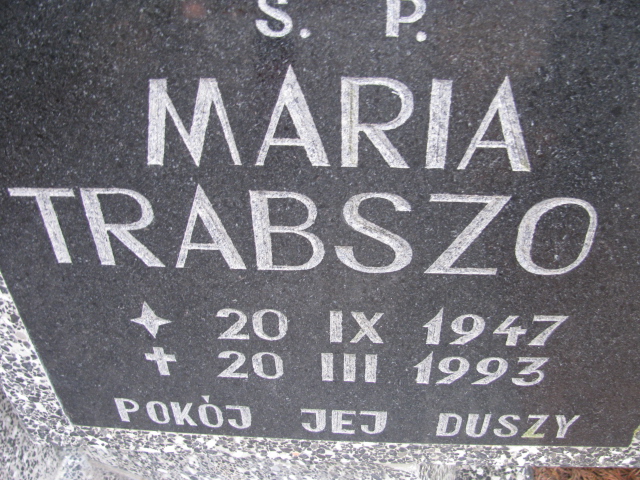 S. P.
MARIA
TRABSZO
20 IX 1947
20 III 1993
POKÓJ JEJ DUSZY